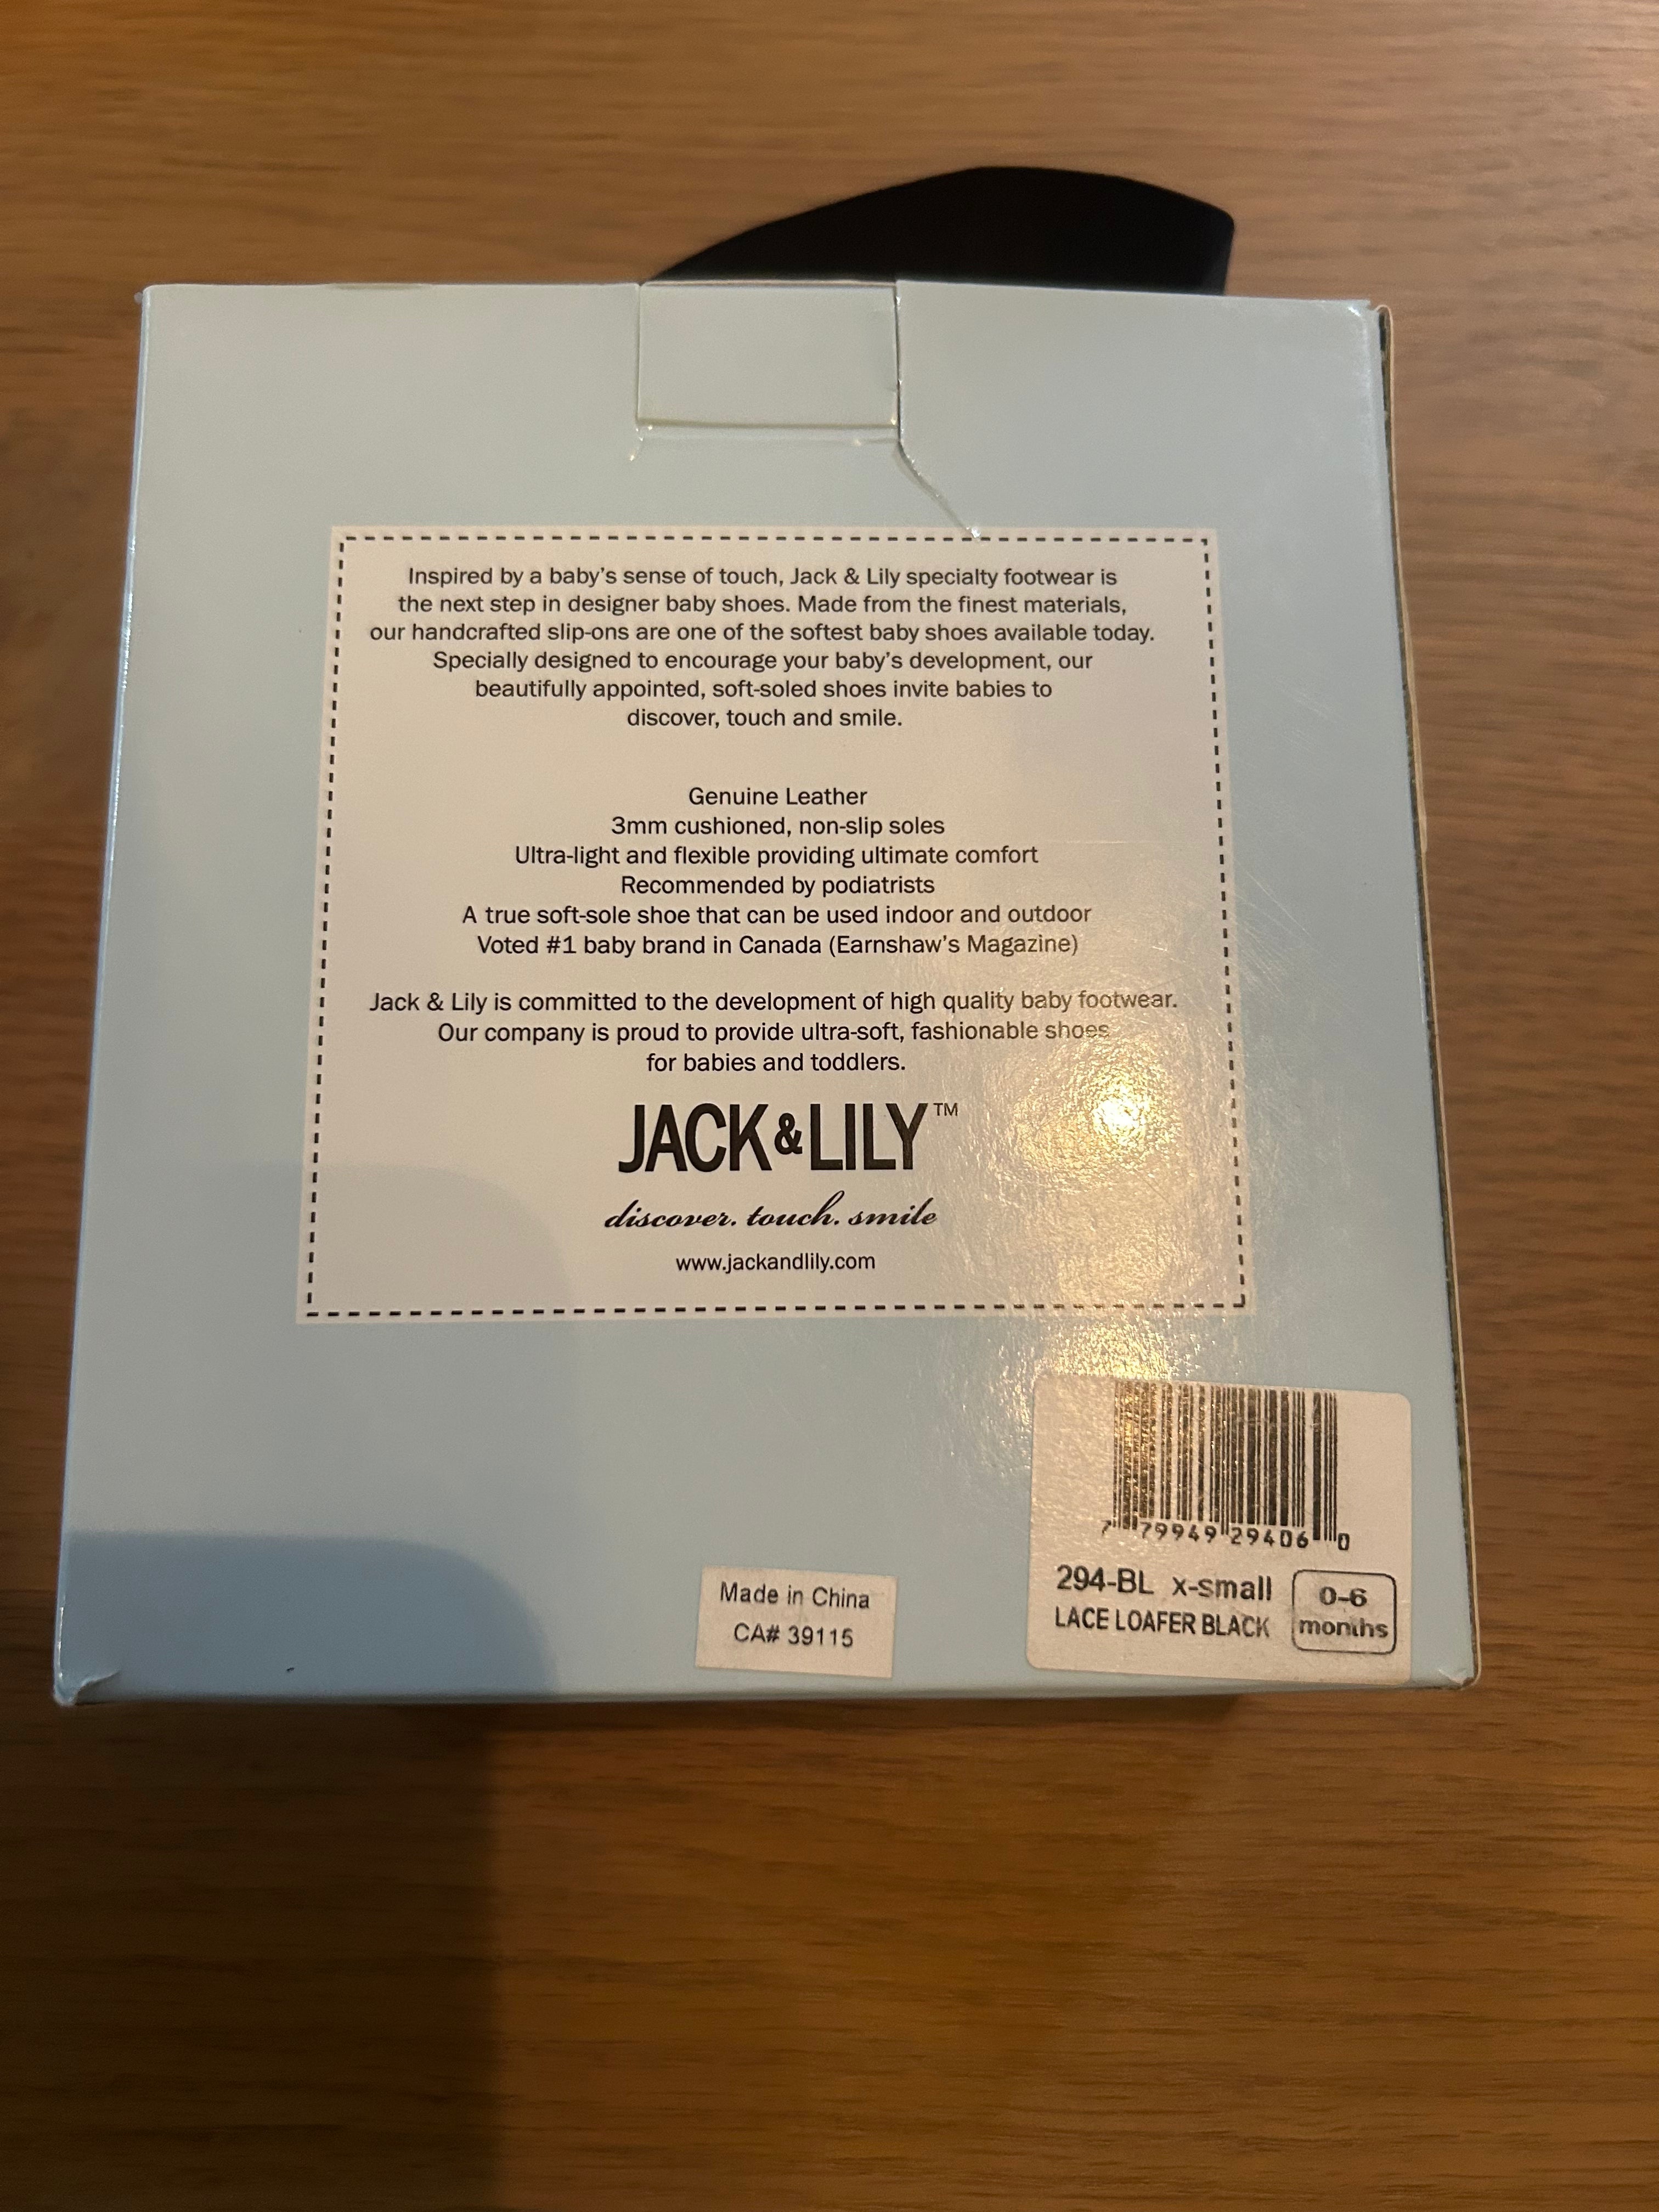 Inspired by a baby's sense of touch, Jack & Lily specialty footwear is
the next step in designer baby shoes. Made from the finest materials,
our handcrafted slip-ons are one of the softest baby shoes available today.
Specially designed to encourage your baby's development, our
beautifully appointed, soft-soled shoes invite babies to
discover, touch and smile.
Genuine Leather
3mm cushioned, non-slip soles
Ultra-light and flexible providing ultimate comfort
Recommended by podiatrists
A true soft-sole shoe that can be used indoor and outdoor
Voted #1 baby brand in Canada (Earnshaw's Magazine)
Jack & Lily is committed to the development of high quality baby footwear.
Our company is proud to provide ultra-soft, fashionable shoes
for babies and toddlers.
JACK&LILY™
discover. touch. smile
www.jackandlily.com
7 79949 29406 0
294-BL x-small
LACE LOAFER BLACK
0-6
months
Made in China
CA# 39115